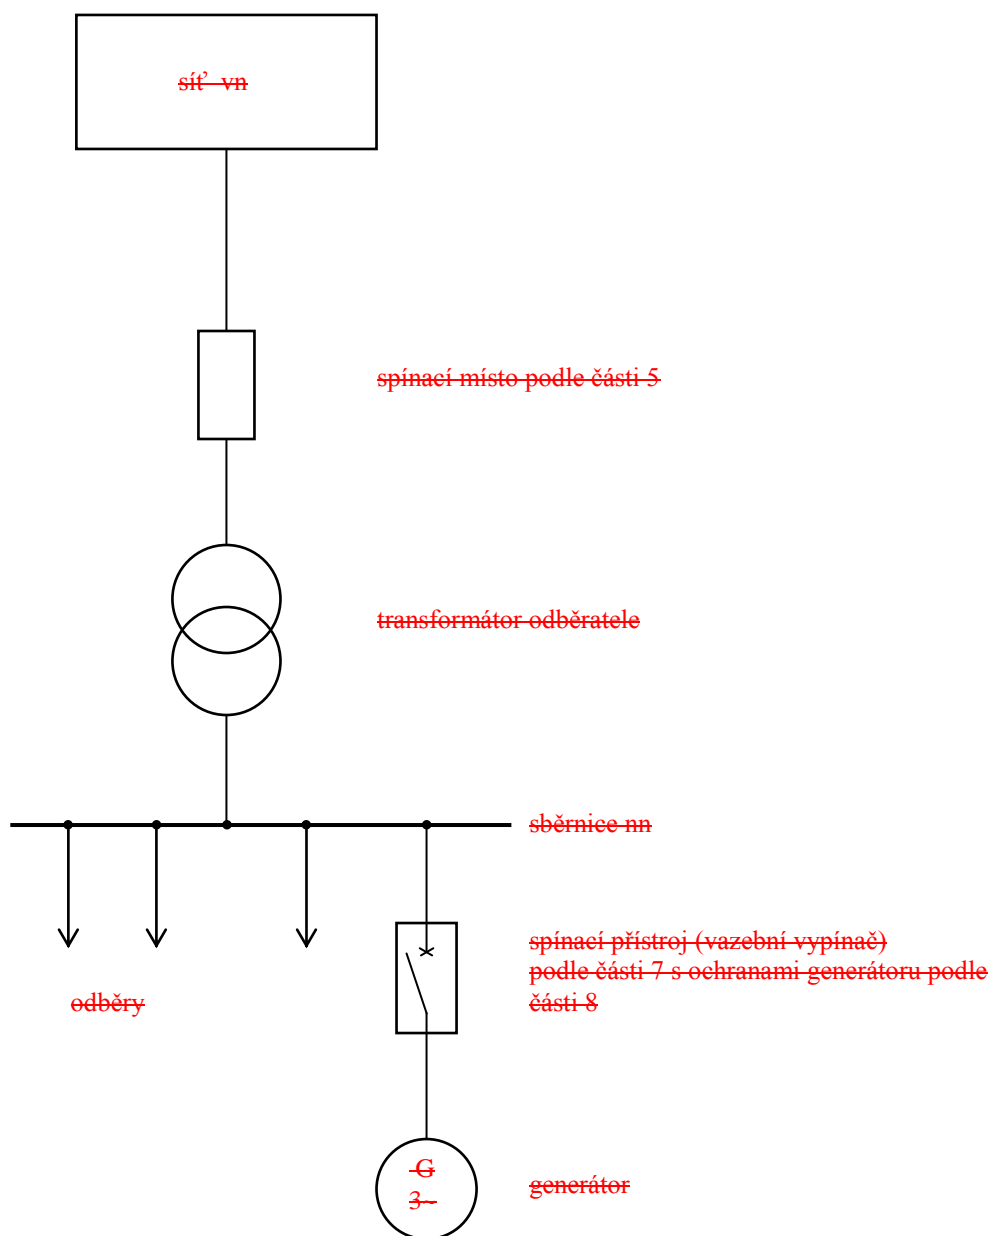 síť vn
spínací místo podle části 5
transformátor odběratele
sběrnice nn
spínací přístroj (vazební vypínač)
podle části 7 s ochranami generátoru podle
části 8
odběry
G
3~
generátor